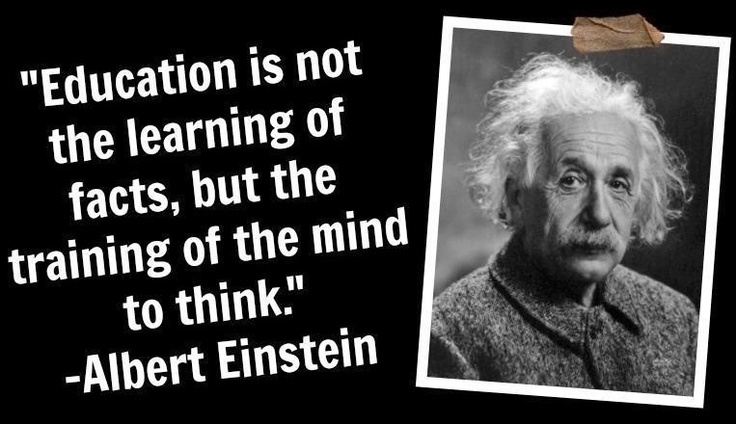 "Education is not
the learning of
facts, but the
training of the mind
to think."
-Albert Einstein